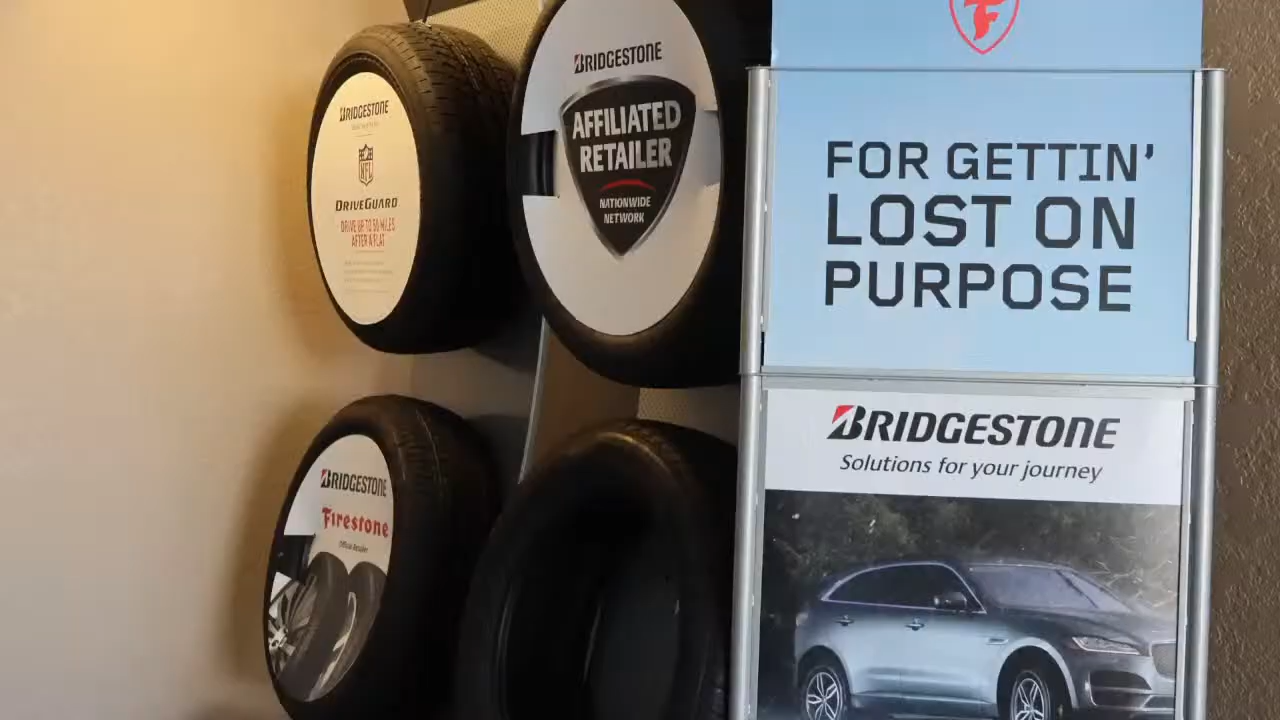 BRIDGESTONE
NFL
DRIVEGUARD
DRIVE UP TO 50 MILES
AFTER A FLAT
BRIDGESTONE
AFFILIATED
RETAILER
NATIONWIDE
NETWORK
BRIDGESTONE
Firestone
Official Retailer
F
FOR GETTIN’
LOST ON
PURPOSE
BRIDGESTONE
Solutions for your journey